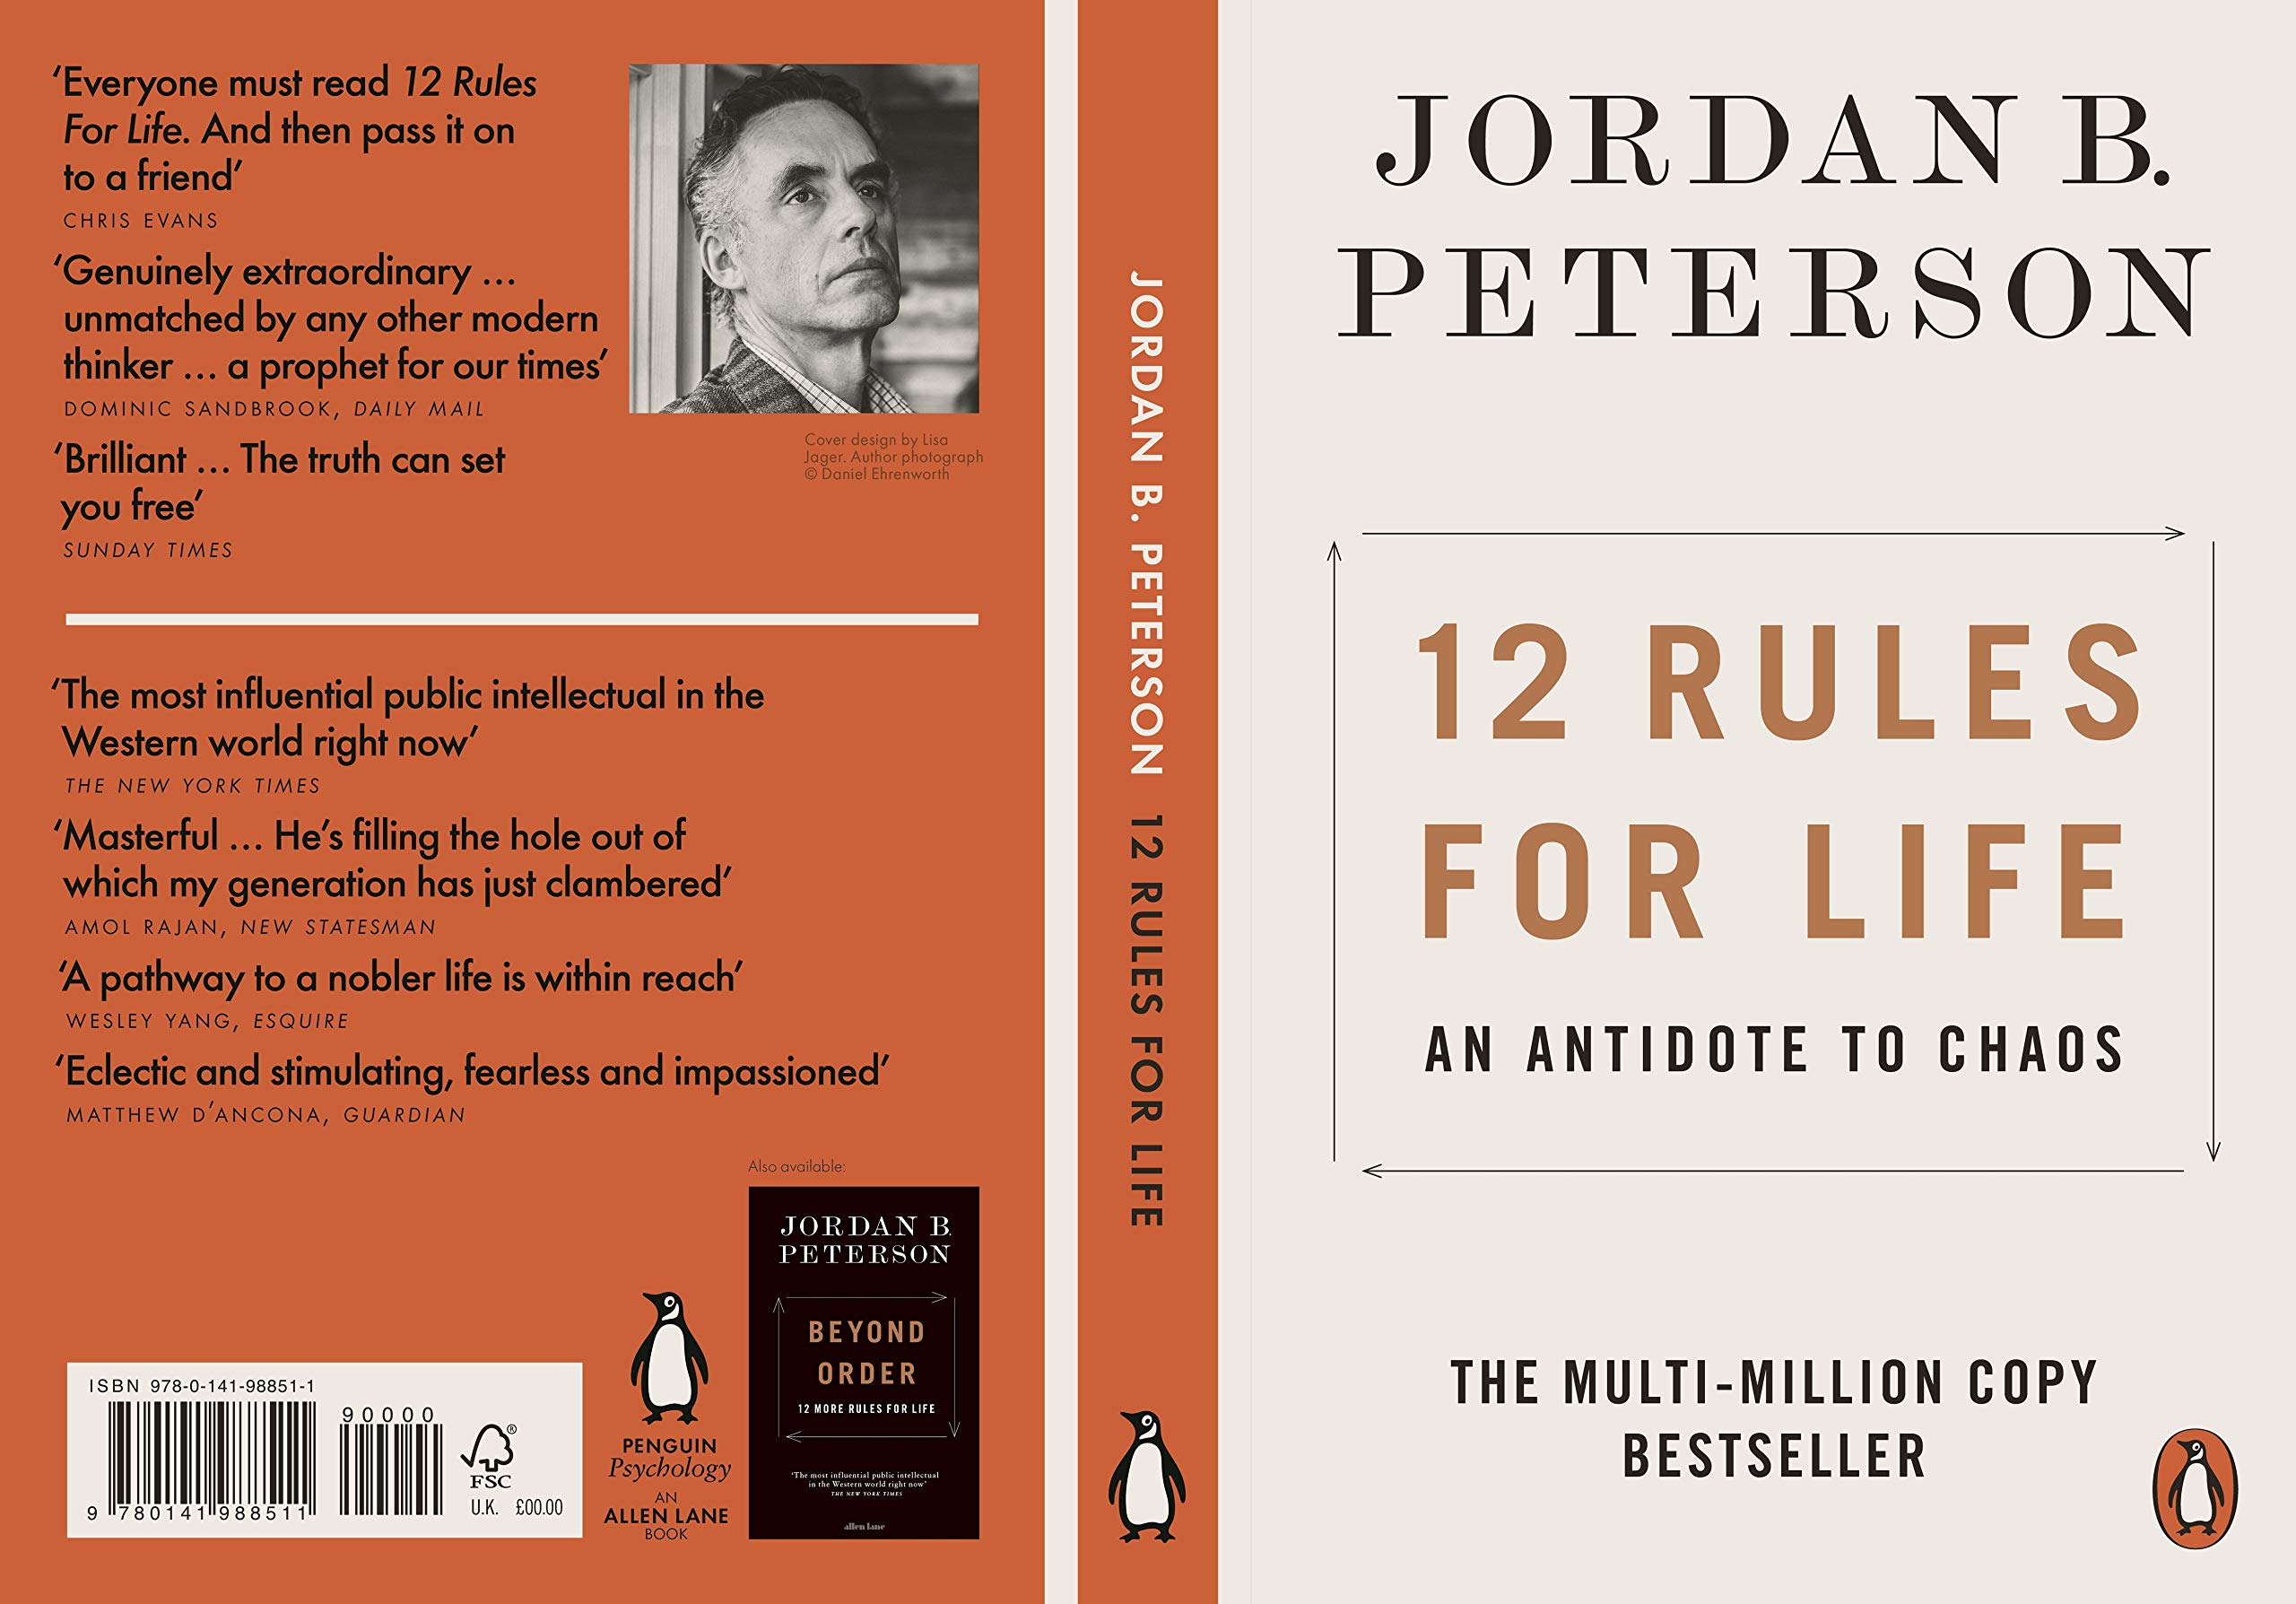 ‘Everyone must read 12 Rules
For Life. And then pass it on
to a friend’
CHRIS EVANS
‘Genuinely extraordinary …
unmatched by any other modern
thinker … a prophet for our times’
DOMINIC SANDBROOK, DAILY MAIL
‘Brilliant … The truth can set
you free’
SUNDAY TIMES
Cover design by Lisa
Jager. Author photograph
© Daniel Ehrenworth
‘The most influential public intellectual in the
Western world right now’
THE NEW YORK TIMES
‘Masterful … He’s filling the hole out of
which my generation has just clambered’
AMOL RAJAN, NEW STATESMAN
‘A pathway to a nobler life is within reach’
WESLEY YANG, ESQUIRE
‘Eclectic and stimulating, fearless and impassioned’
MATTHEW D’ANCONA, GUARDIAN
Also available:
JORDAN B.
PETERSON
BEYOND
ORDER
12 MORE RULES FOR LIFE
‘The most influential public intellectual
in the Western world right now’
THE NEW YORK TIMES
allen lane
ISBN 978-0-141-98851-1
90000
9 780141 988511
®
FSC
U.K. £00.00
PENGUIN
Psychology
AN
ALLEN LANE
BOOK
JORDAN B. PETERSON 12 RULES FOR LIFE
JORDAN B.
PETERSON
12 RULES
FOR LIFE
AN ANTIDOTE TO CHAOS
THE MULTI-MILLION COPY
BESTSELLER